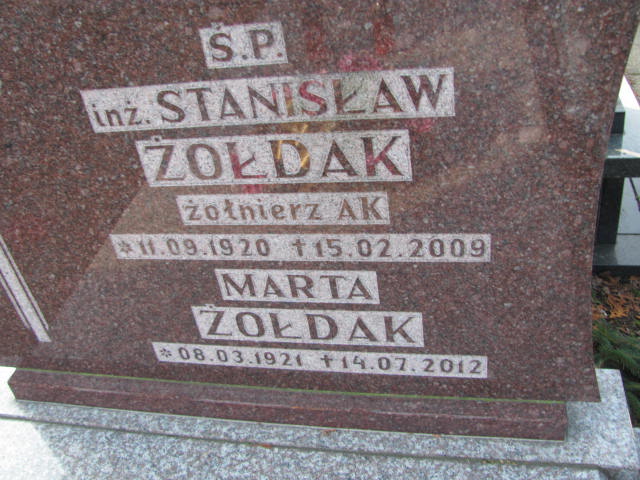 Ś.P.
inż. STANISŁAW
ŻOŁDAK
żołnierz AK
*11.09.1920 †15.02.2009
MARTA
ŻOŁDAK
*08.03.1921 †14.07.2012